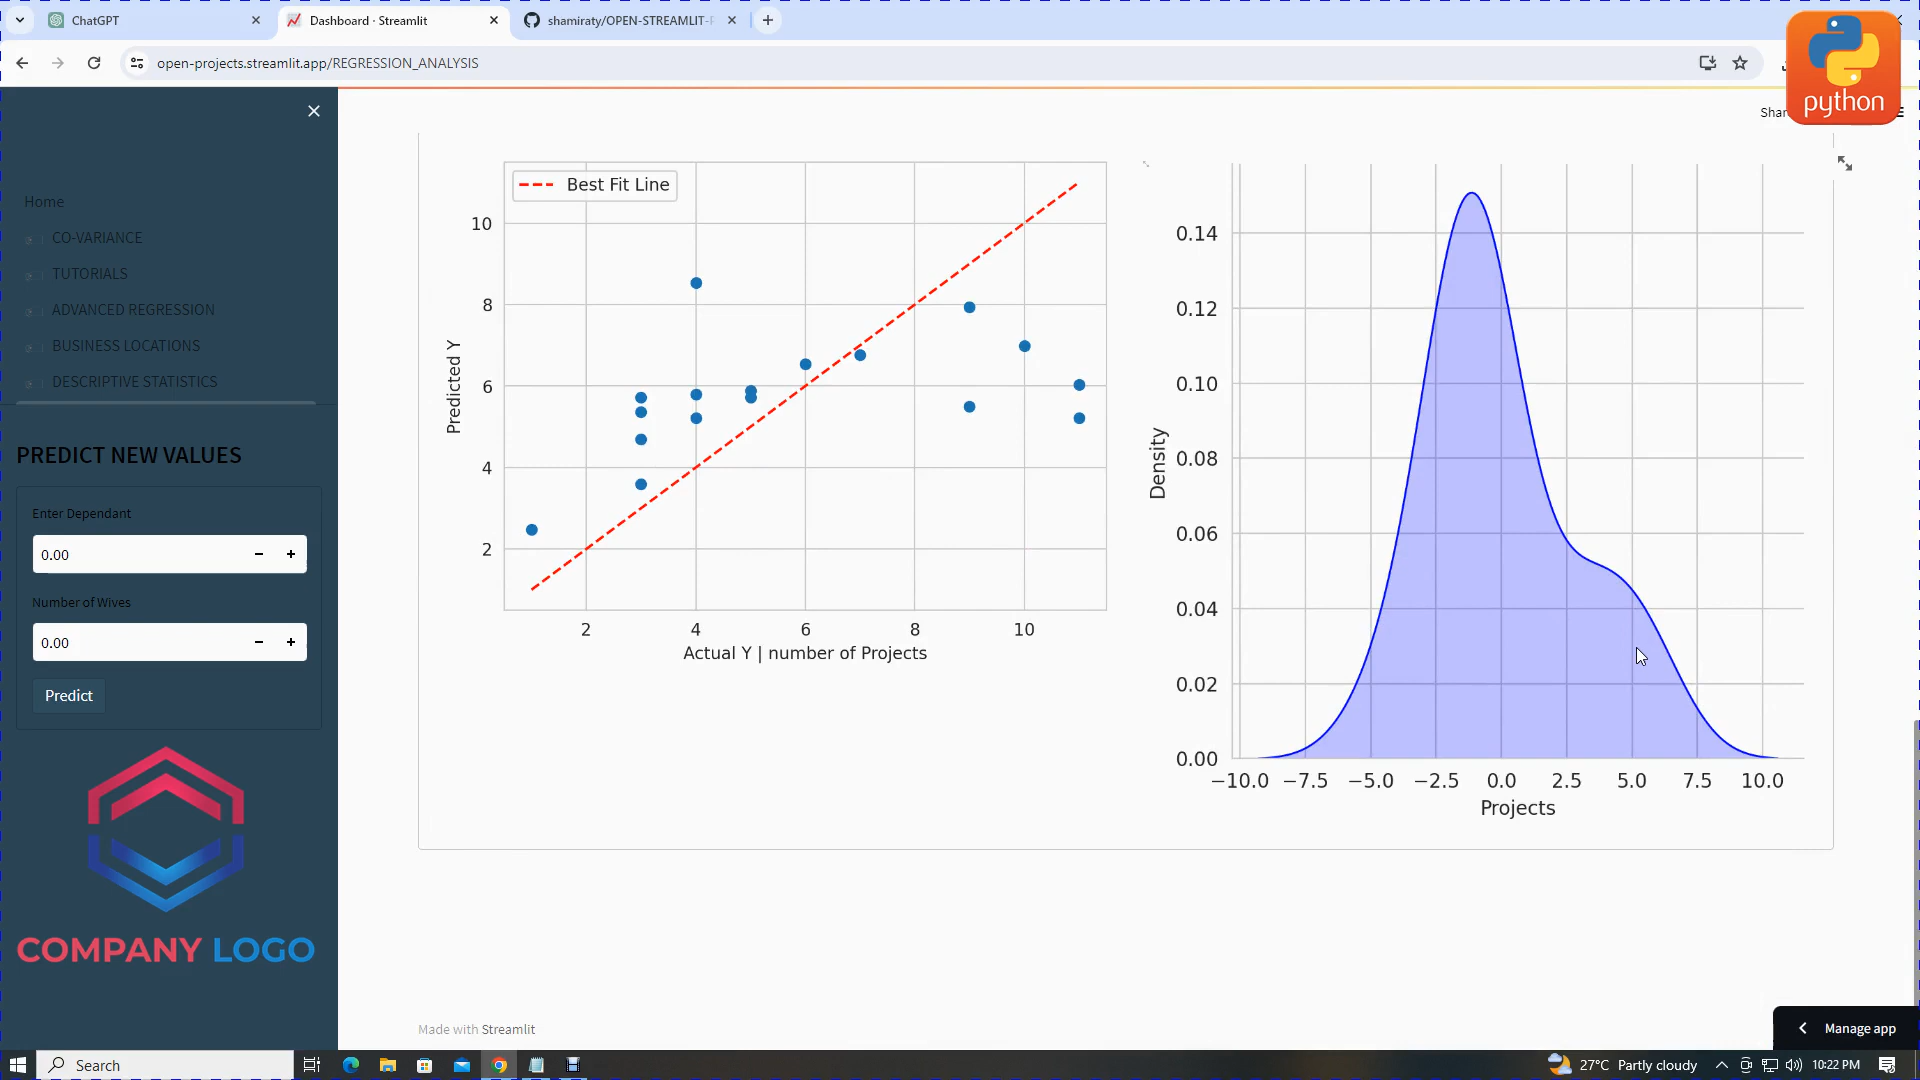 ChatGPT
Dashboard · Streamlit
shamiraty/OPEN-STREAMLIT-
open-projects.streamlit.app/REGRESSION_ANALYSIS
python
Home
CO-VARIANCE
TUTORIALS
ADVANCED REGRESSION
BUSINESS LOCATIONS
DESCRIPTIVE STATISTICS
PREDICT NEW VALUES
Enter Dependant
0.00
− +
Number of Wives
0.00
− +
Predict
COMPANY LOGO
Best Fit Line
10
8
6
4
2
Predicted Y
2 4 6 8 10
Actual Y | number of Projects
0.14
0.12
0.10
0.08
0.06
0.04
0.02
0.00
Density
−10.0 −7.5 −5.0 −2.5 0.0 2.5 5.0 7.5 10.0
Projects
Made with Streamlit
Manage app
Search
27°C Partly cloudy
10:22 PM